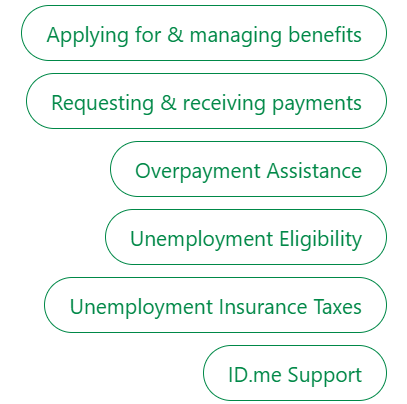 Applying for & managing benefits
Requesting & receiving payments
Overpayment Assistance
Unemployment Eligibility
Unemployment Insurance Taxes
ID.me Support